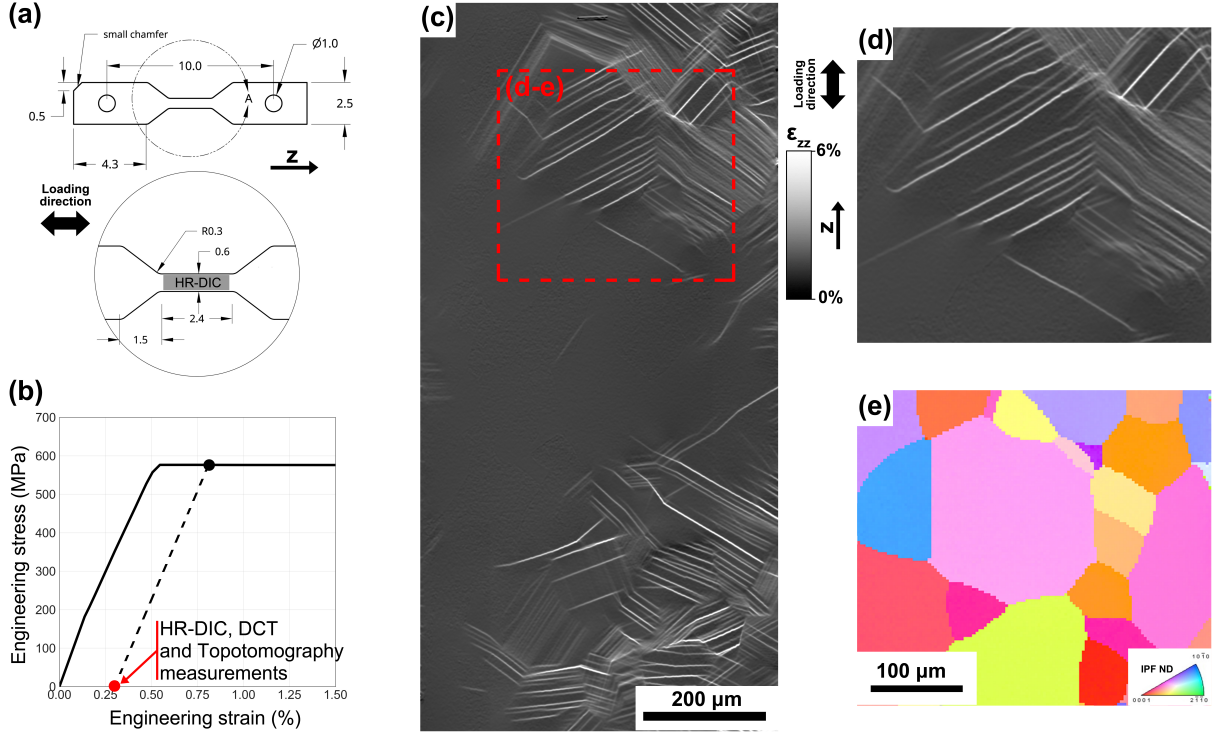 (a)
small chamfer
Ø1.0
10.0
A
0.5
2.5
4.3
Z
Loading
direction
R0.3
0.6
HR-DIC
2.4
1.5
(b)
700
600
500
400
300
200
100
0
0.00 0.25 0.50 0.75 1.00 1.25 1.50
Engineering stress (MPa)
Engineering strain (%)
HR-DIC, DCT
and Topotomography
measurements
(c)
(d-e)
200 µm
Loading
direction
εzz
6%
0%
Z
(d)
(e)
100 µm
IPF ND
10-10
0001
2-1-10